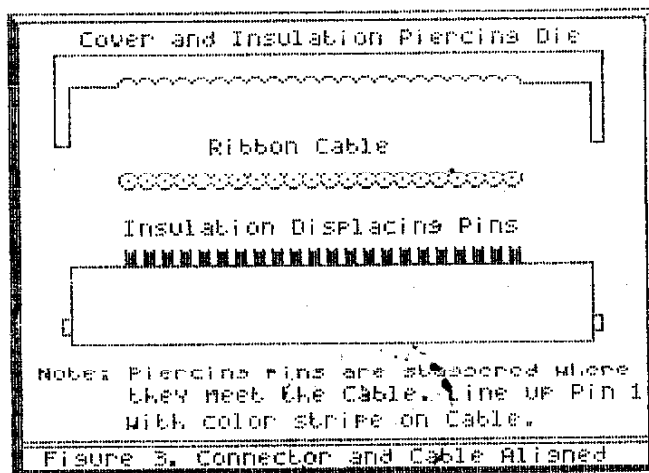 Cover and Insulation Piercing Die
Ribbon Cable
Insulation Displacing Pins
Note: Piercing pins are staggered where
they meet the Cable. Line up Pin 1
with color stripe on Cable.
Figure 3. Connector and Cable Aligned